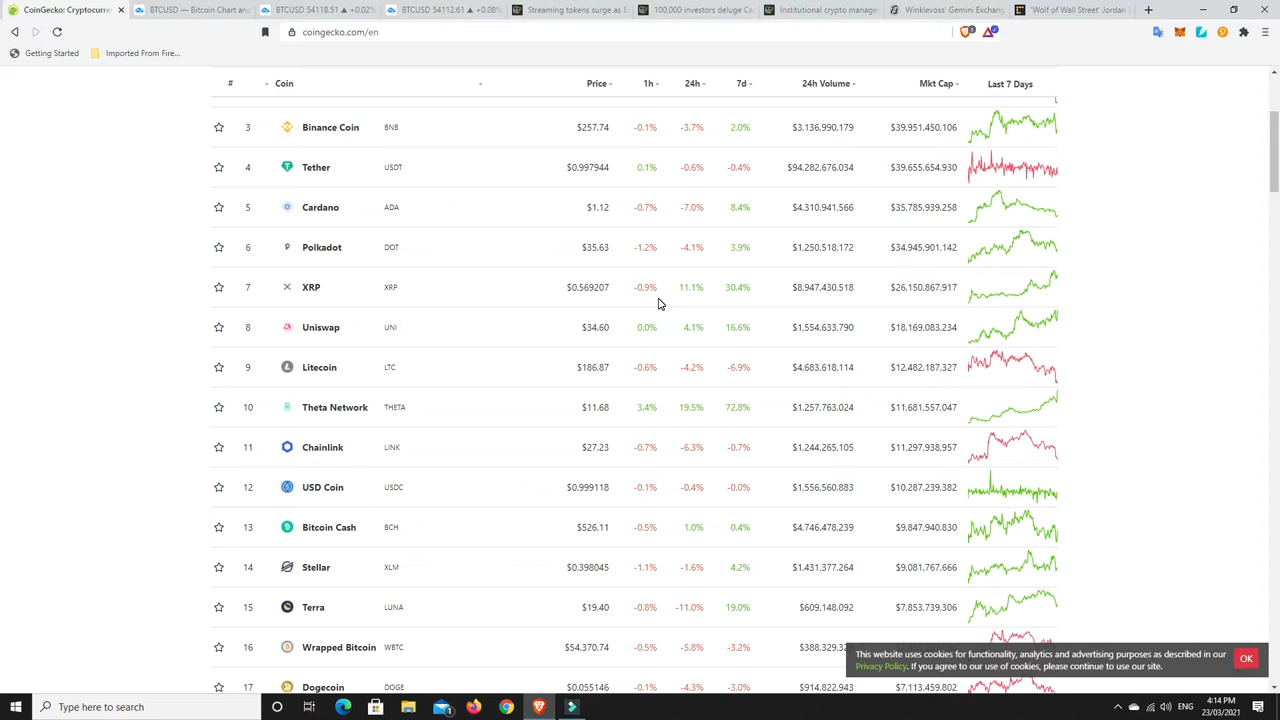 CoinGecko: Cryptocurren
BTCUSD — Bitcoin Chart and
BTCUSD 54118.51 ▲ +0.02%
BTCUSD 54112.61 ▲ +0.08%
Streaming tokens surge as B
100,000 investors deluge Ca
Institutional crypto manager
Winklevoss' Gemini Exchang
'Wolf of Wall Street' Jordan B
coingecko.com/en
Getting Started
Imported From Fire...
# Coin Price 1h 24h 7d 24h Volume Mkt Cap Last 7 Days
3 Binance Coin BNB $257.74 -0.1% -3.7% 2.0% $3,136,990,179 $39,951,450,106
4 Tether USDT $0.997944 0.1% -0.6% -0.4% $94,282,676,034 $39,655,654,930
5 Cardano ADA $1.12 -0.7% -7.0% 8.4% $4,310,941,566 $35,785,939,258
6 Polkadot DOT $35.63 -1.2% -4.1% 3.9% $1,250,518,172 $34,945,901,142
7 XRP XRP $0.569207 -0.9% 11.1% 30.4% $8,947,430,518 $26,150,867,917
8 Uniswap UNI $34.60 0.0% 4.1% 16.6% $1,554,633,790 $18,169,083,234
9 Litecoin LTC $186.87 -0.6% -4.2% -6.9% $4,683,618,114 $12,482,187,327
10 Theta Network THETA $11.68 3.4% 19.5% 72.8% $1,257,763,024 $11,681,557,047
11 Chainlink LINK $27.23 -0.7% -6.3% -0.7% $1,244,265,105 $11,297,938,957
12 USD Coin USDC $0.999118 -0.1% -0.4% -0.0% $1,556,560,883 $10,287,239,382
13 Bitcoin Cash BCH $526.11 -0.5% 1.0% 0.4% $4,746,478,239 $9,847,940,830
14 Stellar XLM $0.398045 -1.1% -1.6% 4.2% $1,431,377,264 $9,081,767,666
15 Terra LUNA $19.40 -0.8% -11.0% 19.0% $609,148,092 $7,853,739,306
16 Wrapped Bitcoin WBTC $54,370.74 -0.5% -5.8% -3.2% $388,329,32
17 Dogecoin DOGE $0.055146 -0.1% -4.3% -3.0% $914,822,943 $7,113,459,802
This website uses cookies for functionality, analytics and advertising purposes as described in our
Privacy Policy. If you agree to our use of cookies, please continue to use our site.
OK
Type here to search
ENG
4:14 PM
23/03/2021